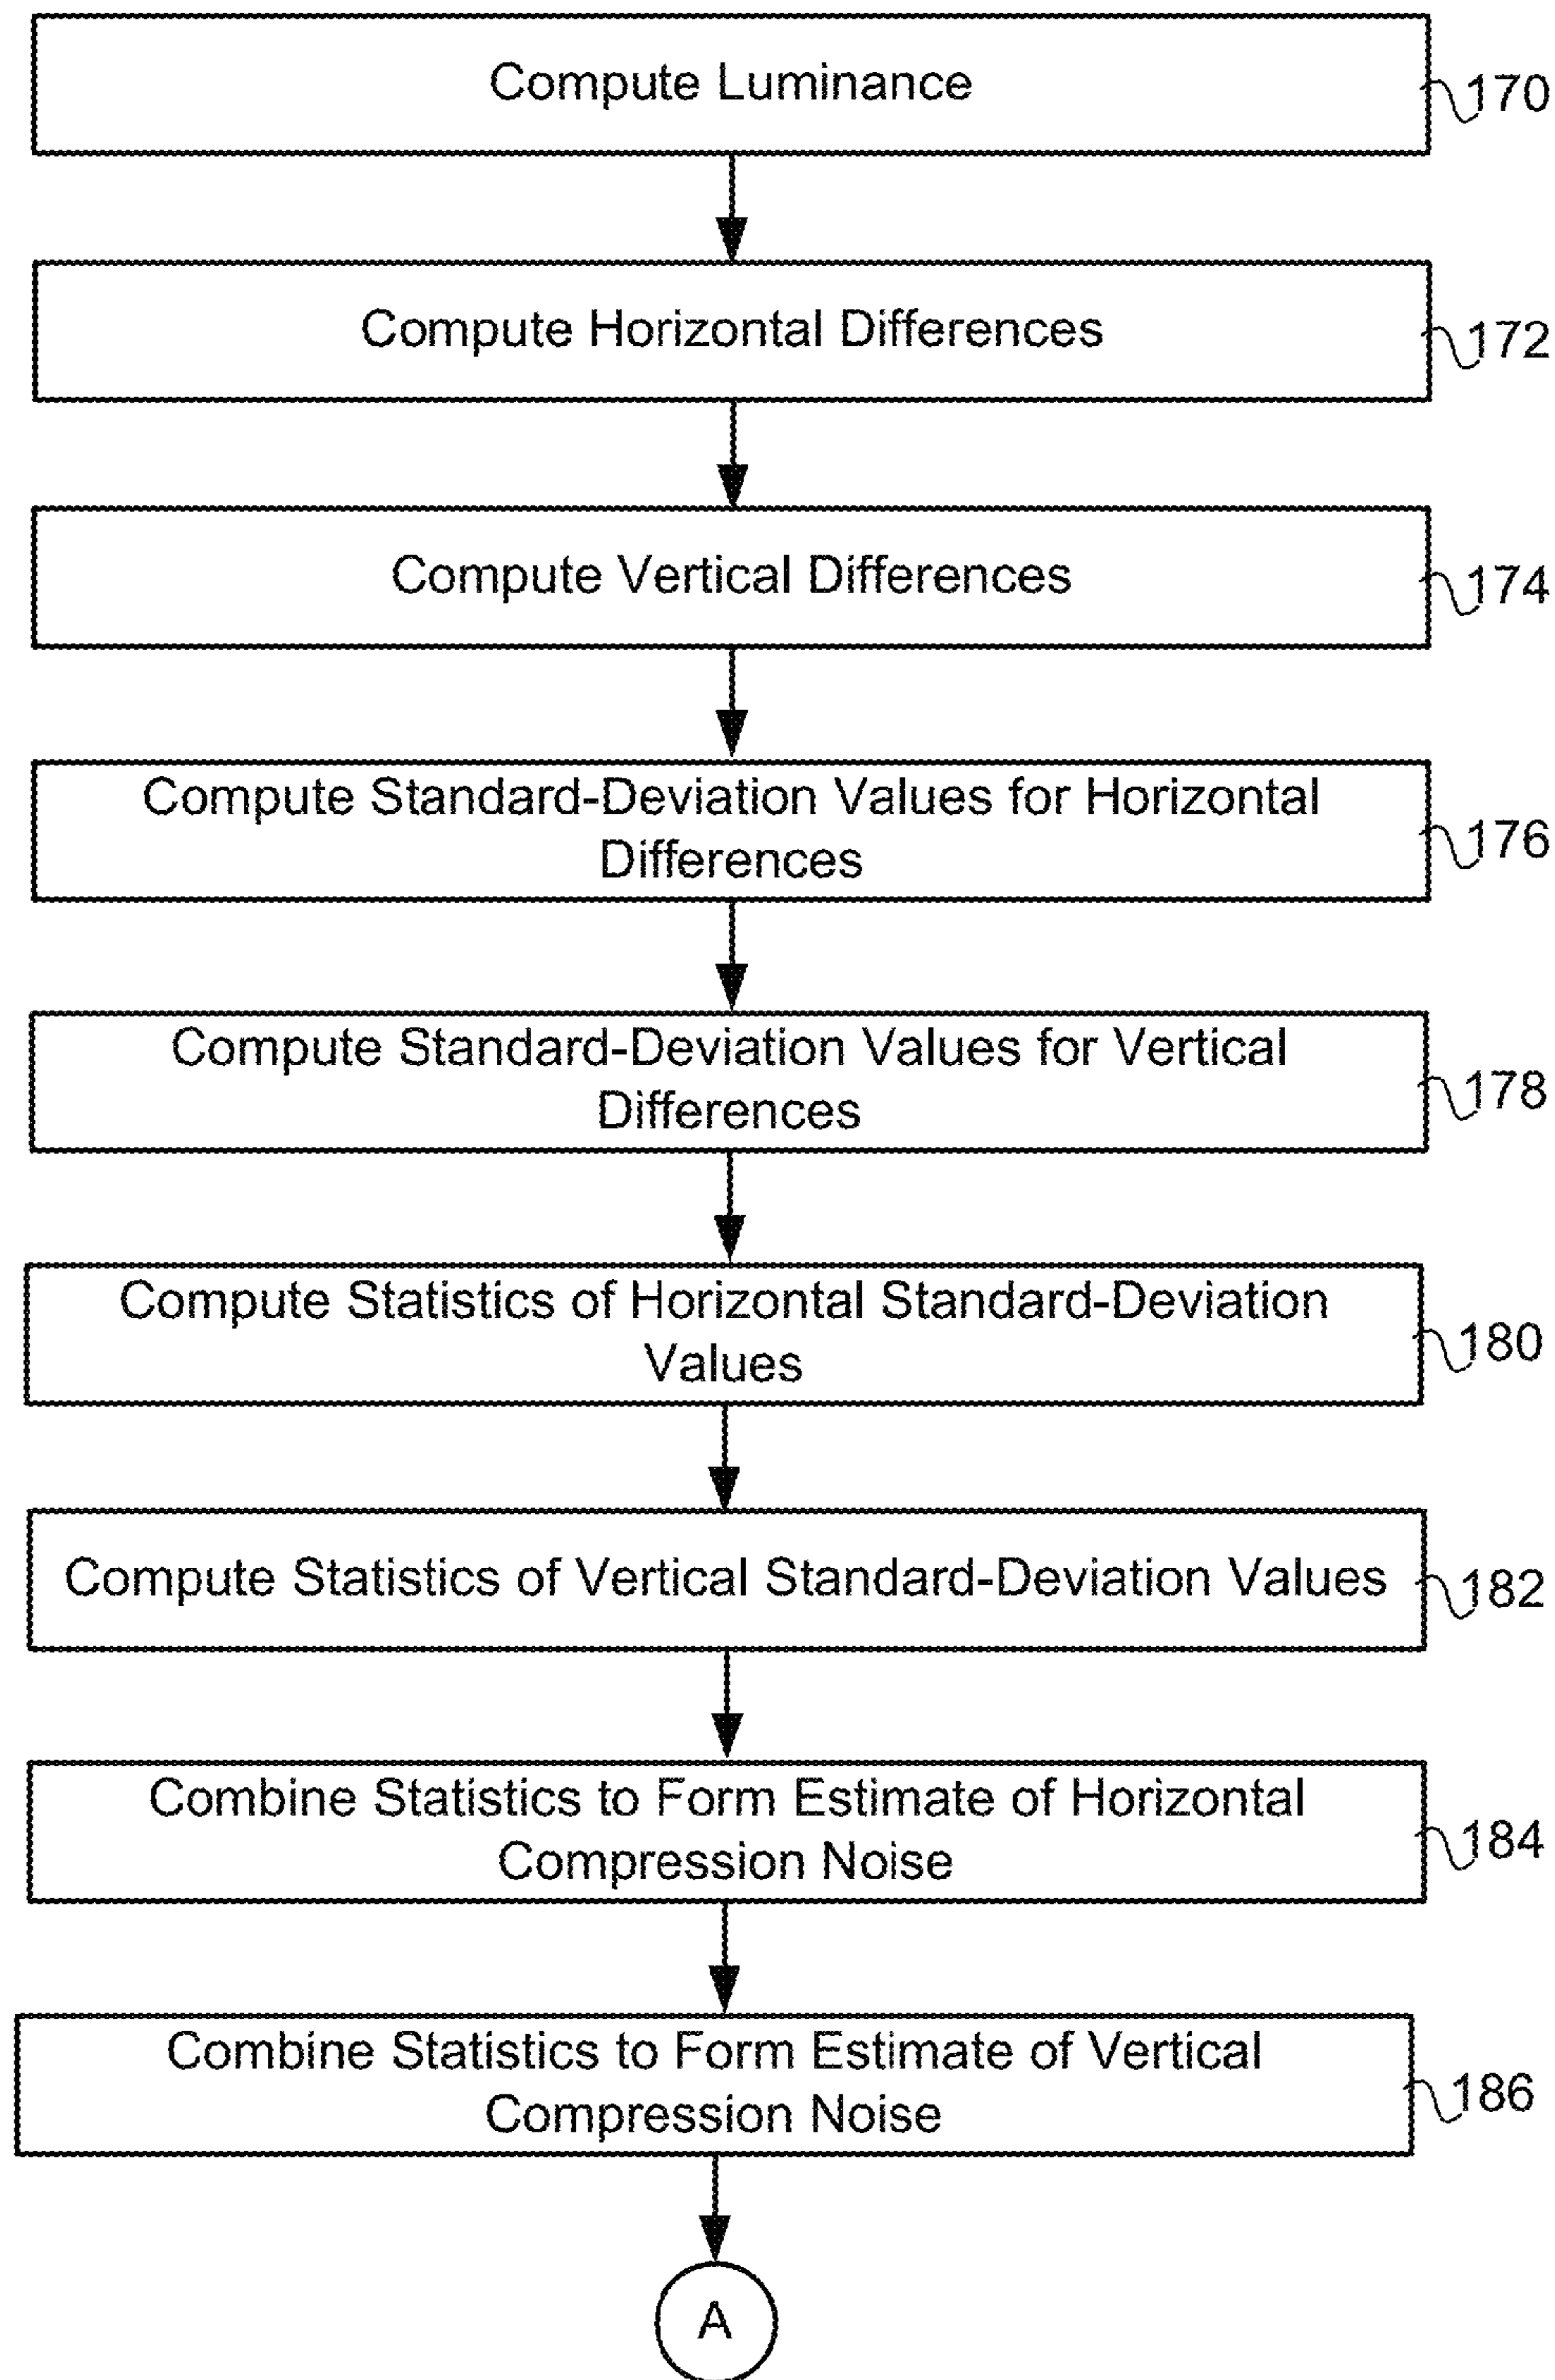 Compute Luminance
170
Compute Horizontal Differences
172
Compute Vertical Differences
174
Compute Standard-Deviation Values for Horizontal
Differences
176
Compute Standard-Deviation Values for Vertical
Differences
178
Compute Statistics of Horizontal Standard-Deviation
Values
180
Compute Statistics of Vertical Standard-Deviation Values
182
Combine Statistics to Form Estimate of Horizontal
Compression Noise
184
Combine Statistics to Form Estimate of Vertical
Compression Noise
186
A